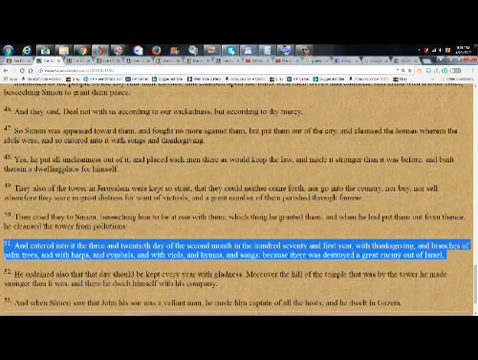 beseeching Simon to grant them peace.
46. And they said, Deal not with us according to our wickedness, but according to thy mercy.
47. So Simon was appeased toward them, and fought no more against them, but put them out of the city, and cleansed the houses wherein the
idols were, and so entered into it with songs and thanksgiving.
48. Yea, he put all uncleanness out of it, and placed such men there as would keep the law, and made it stronger than it was before, and built
therein a dwellingplace for himself.
49. They also of the tower in Jerusalem were kept so strait, that they could neither come forth, nor go into the country, nor buy, nor sell:
wherefore they were in great distress for want of victuals, and a great number of them perished through famine.
50. Then cried they to Simon, beseeching him to be at one with them: which thing he granted them; and when he had put them out from thence,
he cleansed the tower from pollutions:
51. And entered into it the three and twentieth day of the second month in the hundred seventy and first year, with thanksgiving, and branches of
palm trees, and with harps, and cymbals, and with viols, and hymns, and songs: because there was destroyed a great enemy out of Israel.
52. He ordained also that that day should be kept every year with gladness. Moreover the hill of the temple that was by the tower he made
stronger than it was, and there he dwelt himself with his company.
53. And when Simon saw that John his son was a valiant man, he made him captain of all the hosts; and he dwelt in Gazera.